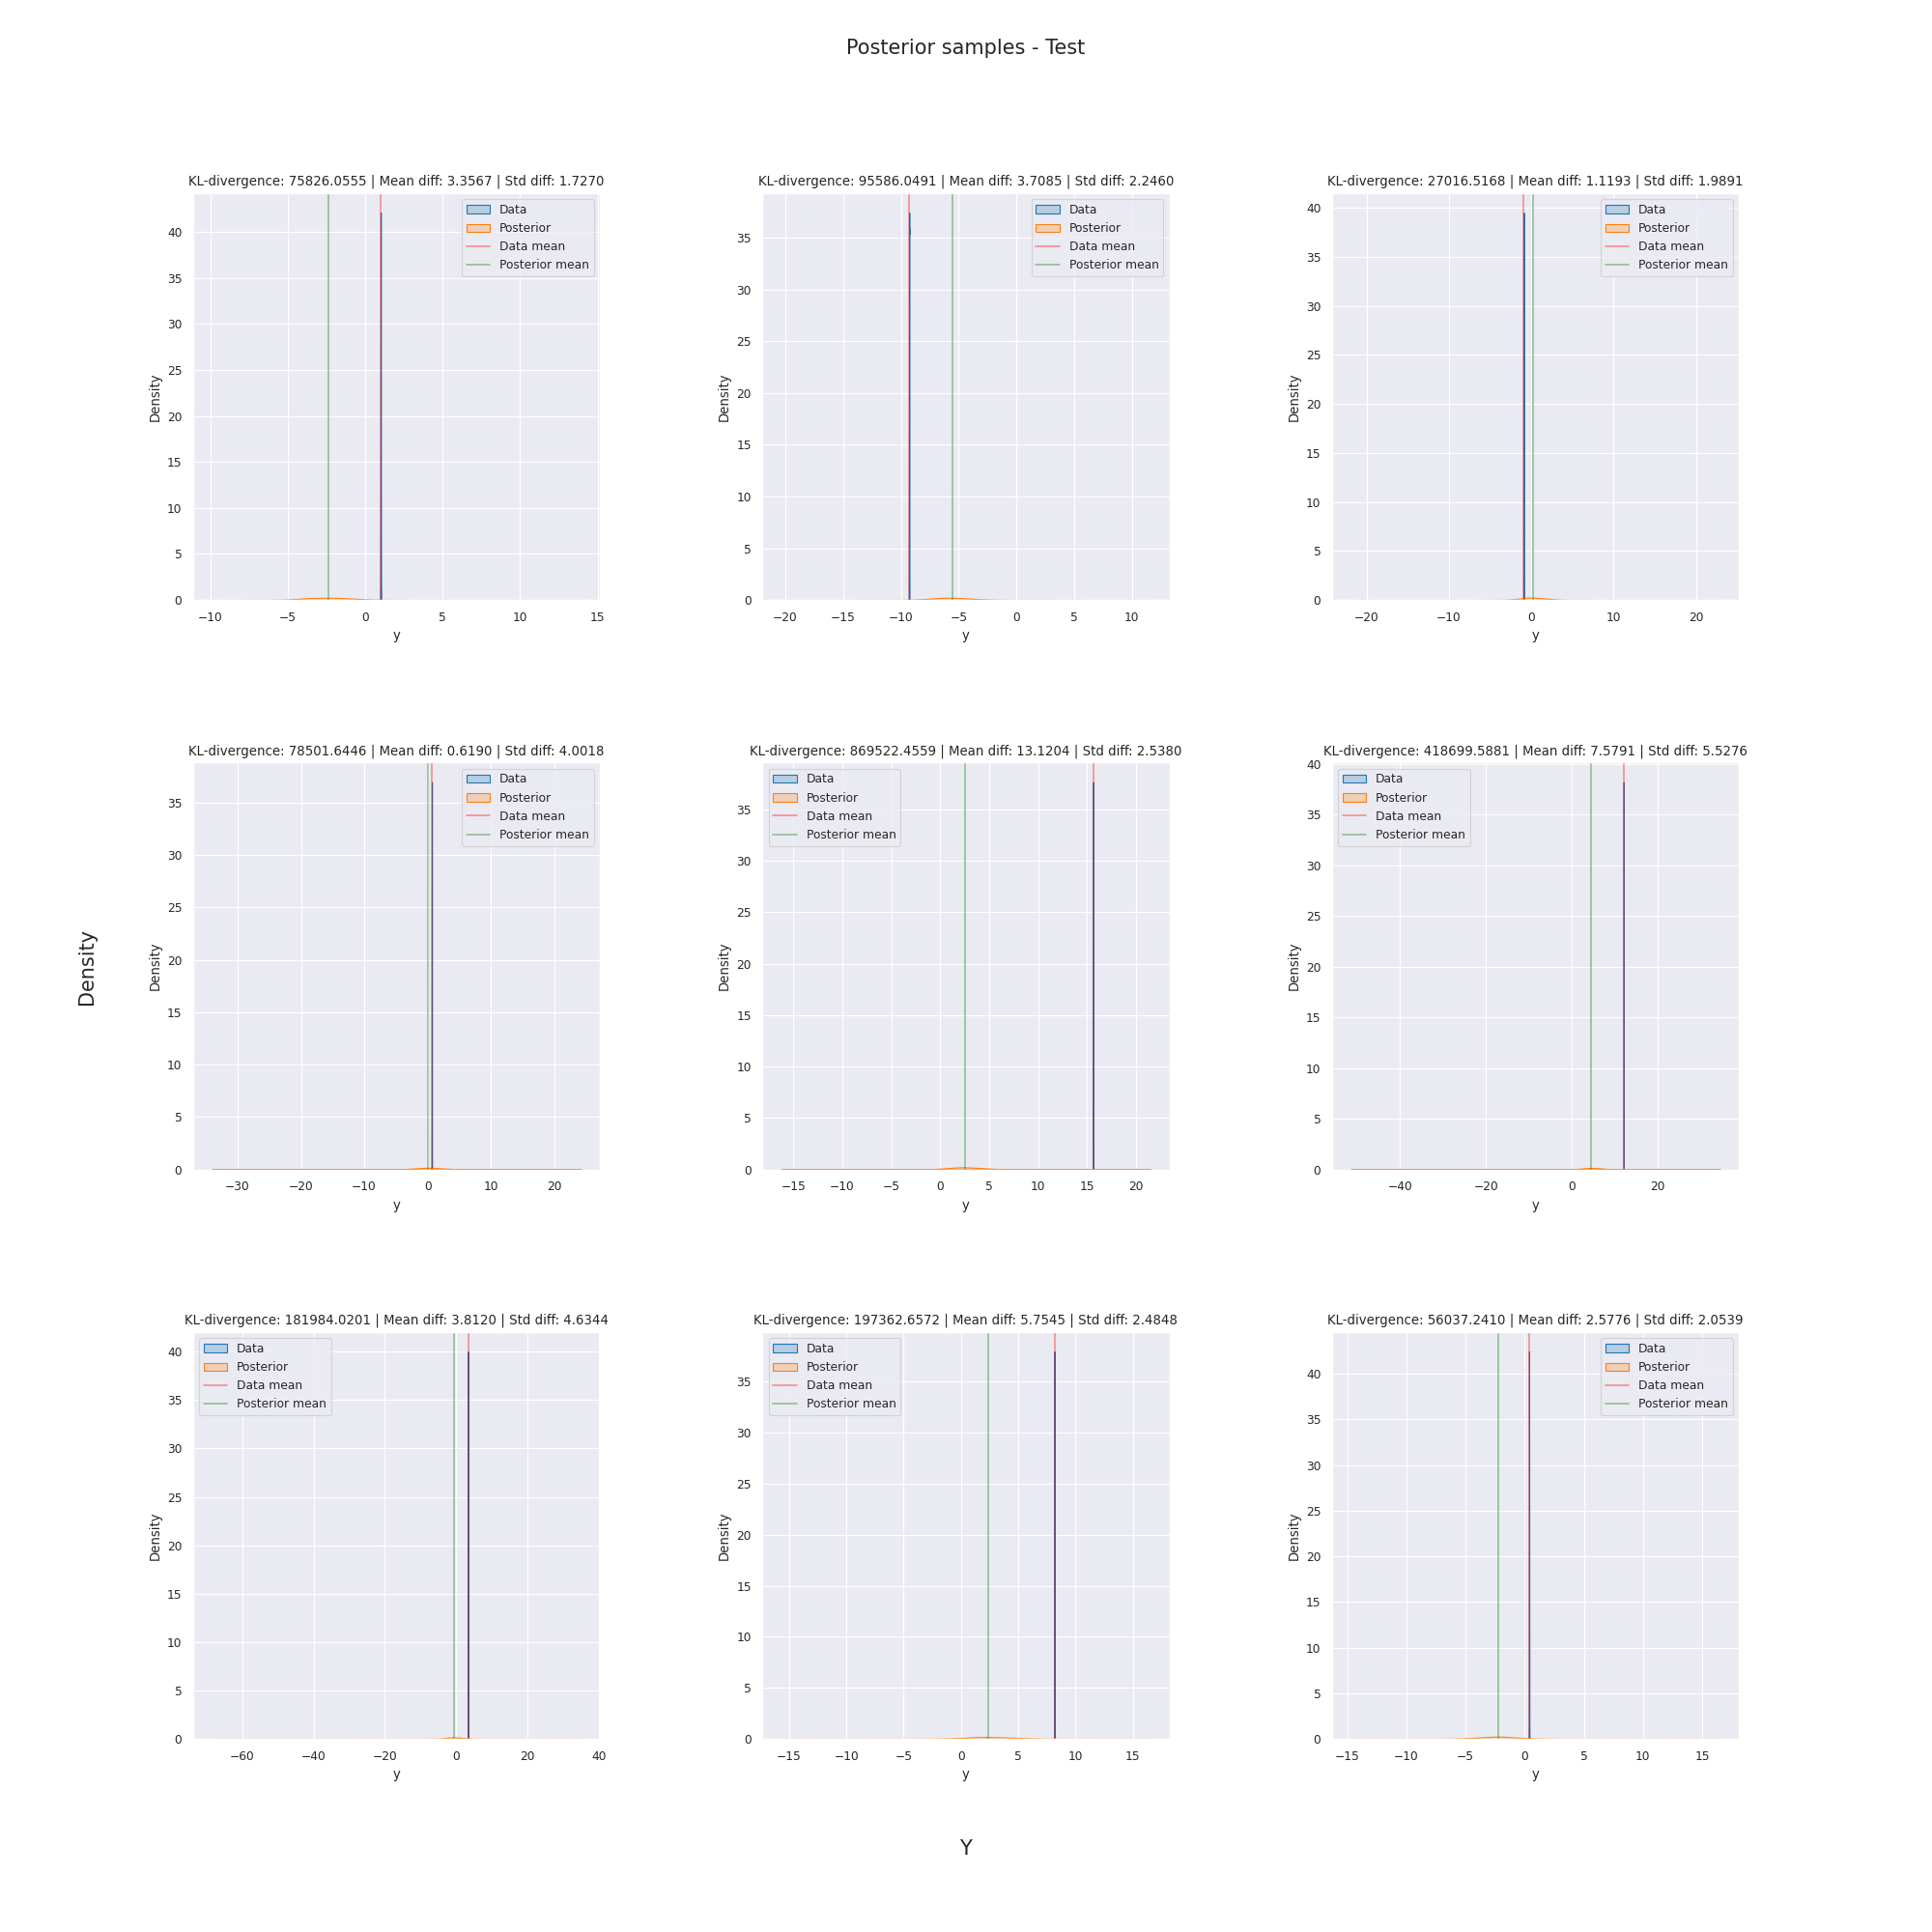 Posterior samples - Test
KL-divergence: 75826.0555 | Mean diff: 3.3567 | Std diff: 1.7270
Data
Posterior
Data mean
Posterior mean
40
35
30
25
20
15
10
5
0
Density
−10 −5 0 5 10 15
y
KL-divergence: 95586.0491 | Mean diff: 3.7085 | Std diff: 2.2460
Data
Posterior
Data mean
Posterior mean
35
30
25
20
15
10
5
0
Density
−20 −15 −10 −5 0 5 10
y
KL-divergence: 27016.5168 | Mean diff: 1.1193 | Std diff: 1.9891
Data
Posterior
Data mean
Posterior mean
40
35
30
25
20
15
10
5
0
Density
−20 −10 0 10 20
y
Density
KL-divergence: 78501.6446 | Mean diff: 0.6190 | Std diff: 4.0018
Data
Posterior
Data mean
Posterior mean
35
30
25
20
15
10
5
0
Density
−30 −20 −10 0 10 20
y
KL-divergence: 869522.4559 | Mean diff: 13.1204 | Std diff: 2.5380
Data
Posterior
Data mean
Posterior mean
35
30
25
20
15
10
5
0
Density
−15 −10 −5 0 5 10 15 20
y
KL-divergence: 418699.5881 | Mean diff: 7.5791 | Std diff: 5.5276
Data
Posterior
Data mean
Posterior mean
40
35
30
25
20
15
10
5
0
Density
−40 −20 0 20
y
KL-divergence: 181984.0201 | Mean diff: 3.8120 | Std diff: 4.6344
Data
Posterior
Data mean
Posterior mean
40
35
30
25
20
15
10
5
0
Density
−60 −40 −20 0 20 40
y
KL-divergence: 197362.6572 | Mean diff: 5.7545 | Std diff: 2.4848
Data
Posterior
Data mean
Posterior mean
35
30
25
20
15
10
5
0
Density
−15 −10 −5 0 5 10 15
y
KL-divergence: 56037.2410 | Mean diff: 2.5776 | Std diff: 2.0539
Data
Posterior
Data mean
Posterior mean
40
35
30
25
20
15
10
5
0
Density
−15 −10 −5 0 5 10 15
y
Y